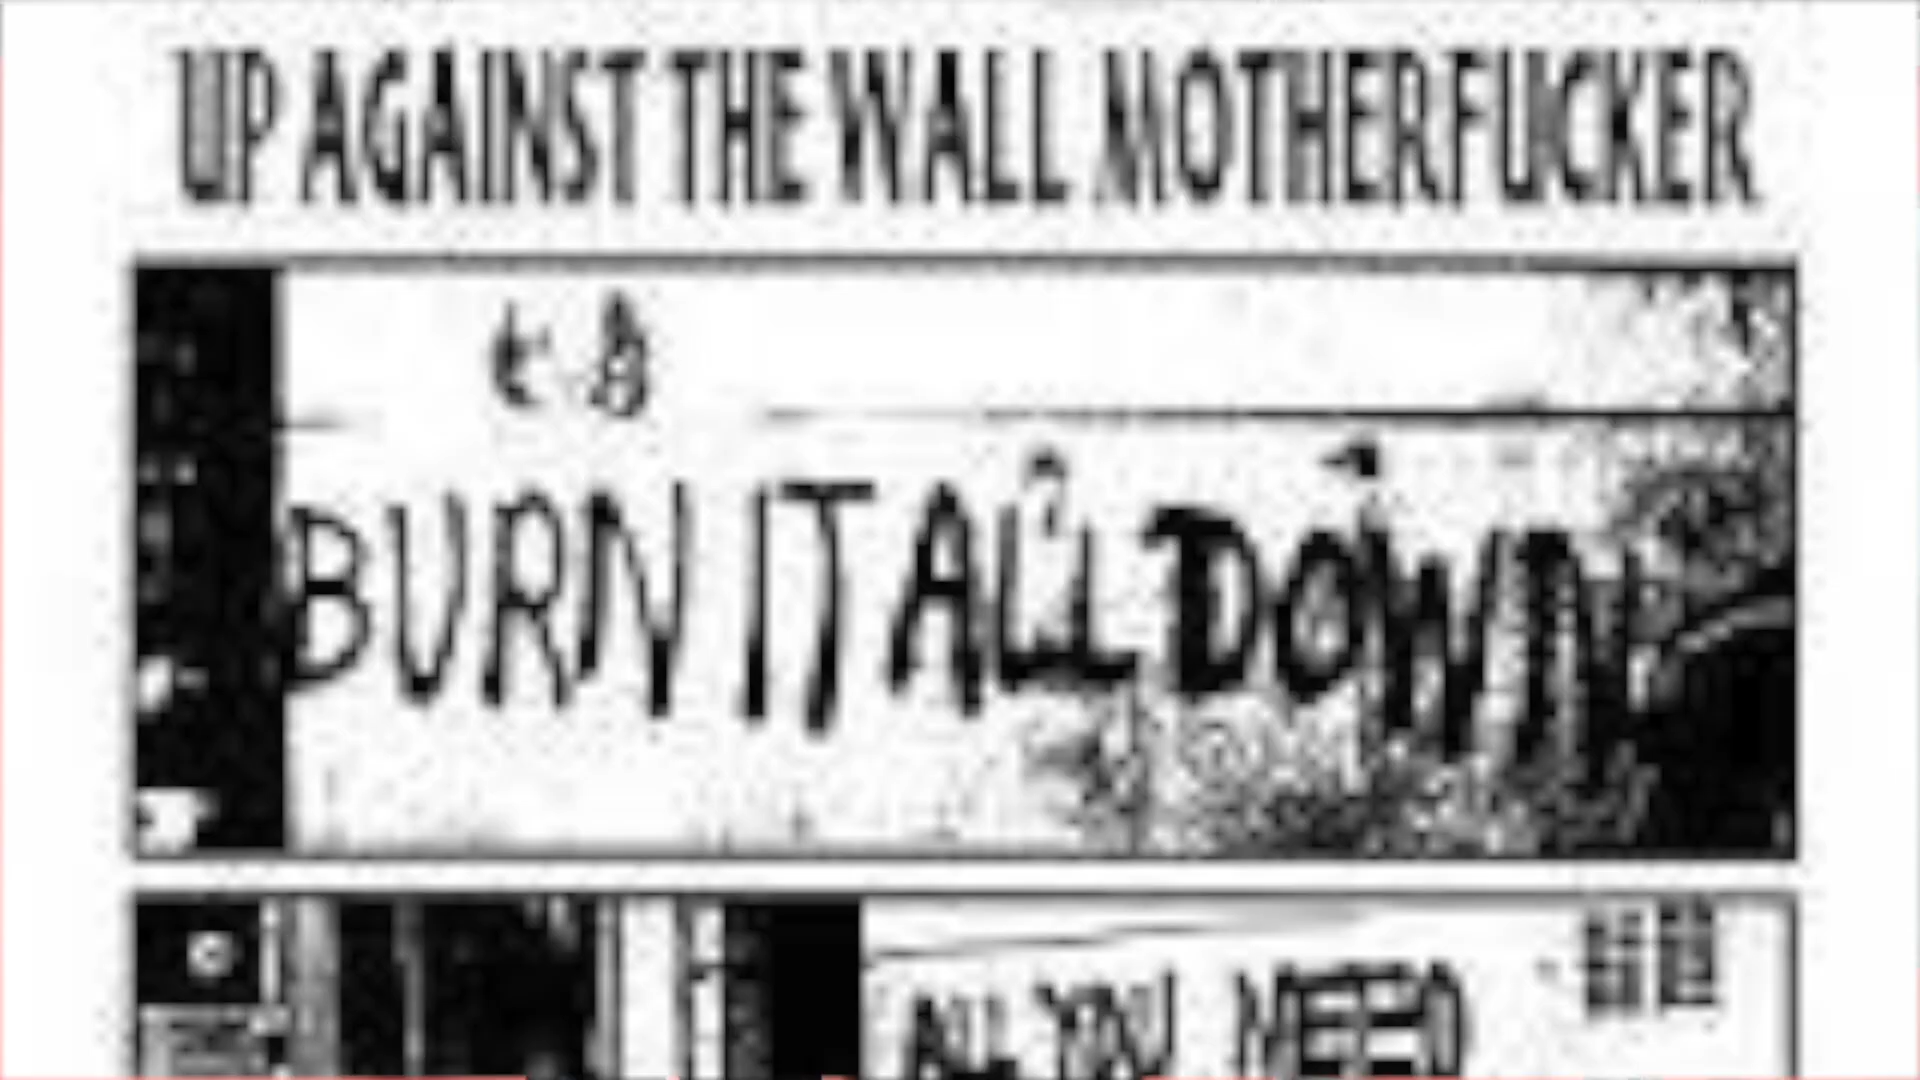 UP AGAINST THE WALL MOTHERFUCKER
BURN IT ALL DOWN
ALL YOU NEED